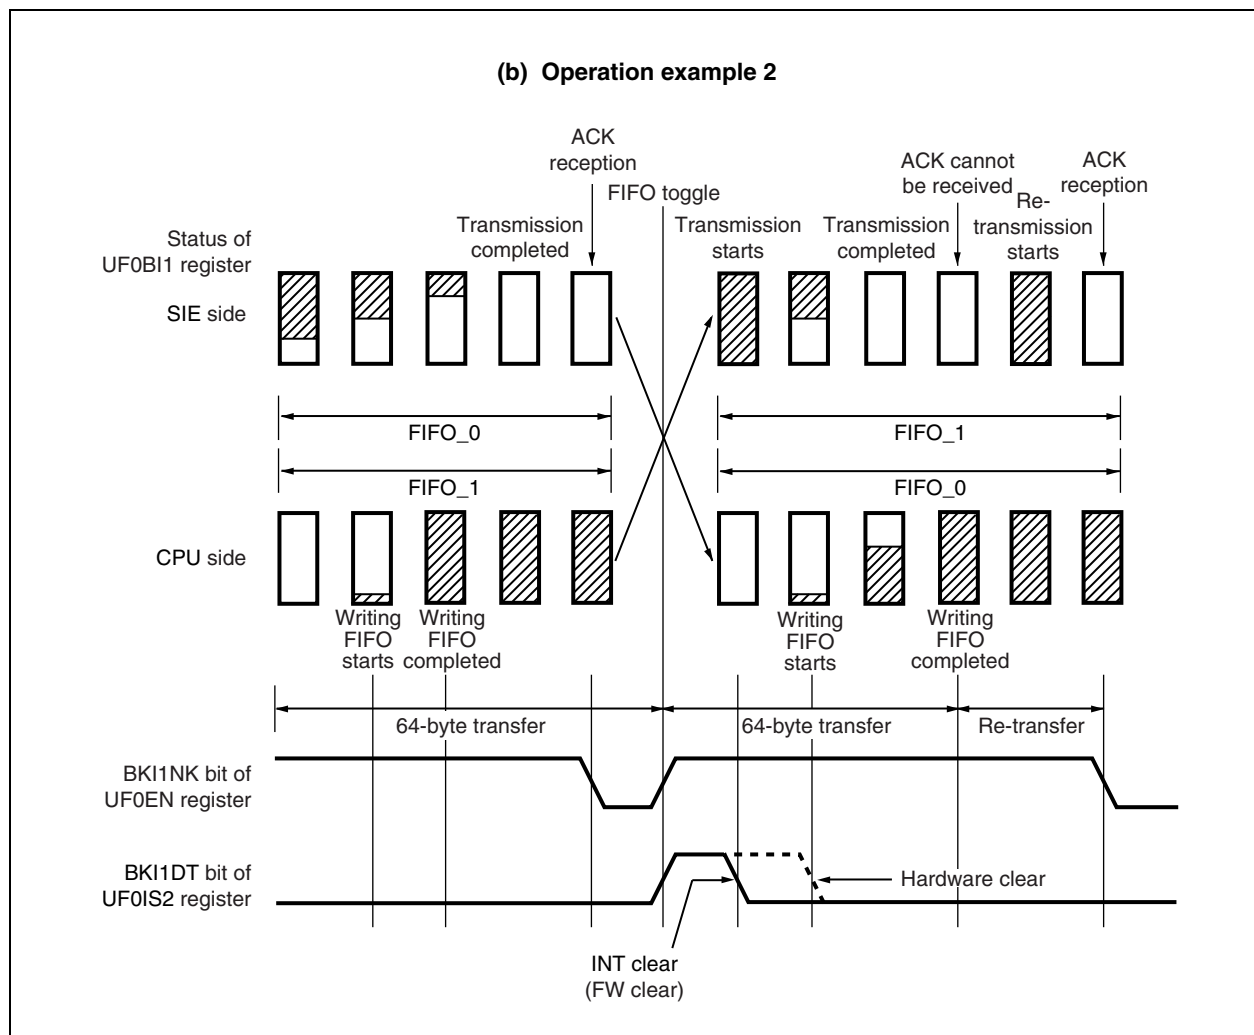 (b) Operation example 2
ACK
reception
FIFO toggle
ACK cannot
be received
ACK
reception
Status of
UF0BI1 register
Transmission
completed
Transmission
starts
Transmission
completed
Re-
transmission
starts
SIE side
FIFO_0
FIFO_1
FIFO_1
FIFO_0
CPU side
Writing
FIFO
starts
Writing
FIFO
completed
Writing
FIFO
starts
Writing
FIFO
completed
64-byte transfer
64-byte transfer
Re-transfer
BKI1NK bit of
UF0EN register
BKI1DT bit of
UF0IS2 register
Hardware clear
INT clear
(FW clear)